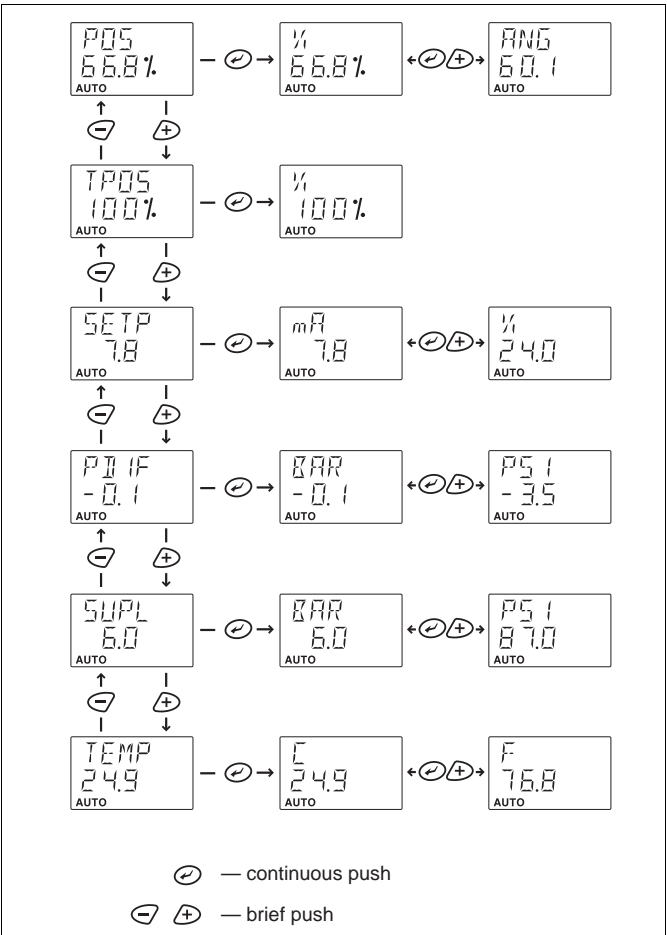 POS
66.8%
AUTO
%
66.8%
AUTO
ANG
60.1
AUTO
TPOS
100%
AUTO
%
100%
AUTO
SETP
7.8
AUTO
mA
7.8
AUTO
%
24.0
AUTO
PDIF
- 0.1
AUTO
BAR
- 0.1
AUTO
PSI
- 3.5
AUTO
SUPL
6.0
AUTO
BAR
6.0
AUTO
PSI
87.0
AUTO
TEMP
24.9
AUTO
C
24.9
AUTO
F
76.8
AUTO
— continuous push
— brief push